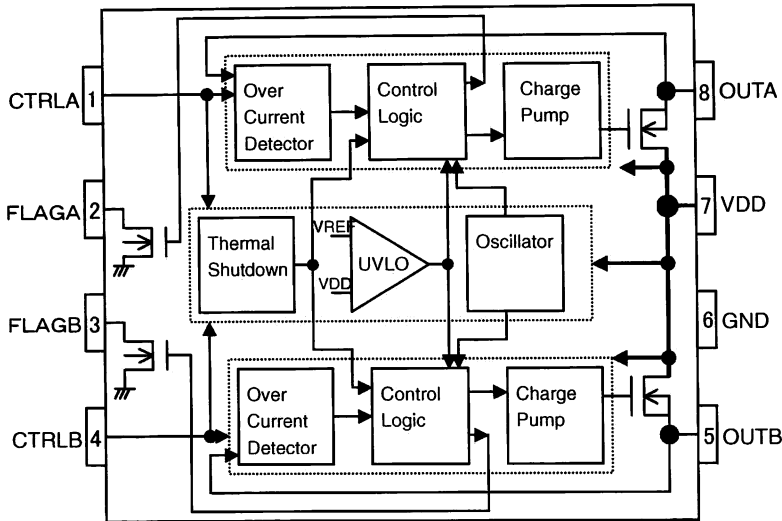 CTRLA 1
Over
Current
Detector
Control
Logic
Charge
Pump
8 OUTA
FLAGA 2
Thermal
Shutdown
VREF
VDD
UVLO
Oscillator
7 VDD
FLAGB 3
6 GND
CTRLB 4
Over
Current
Detector
Control
Logic
Charge
Pump
5 OUTB